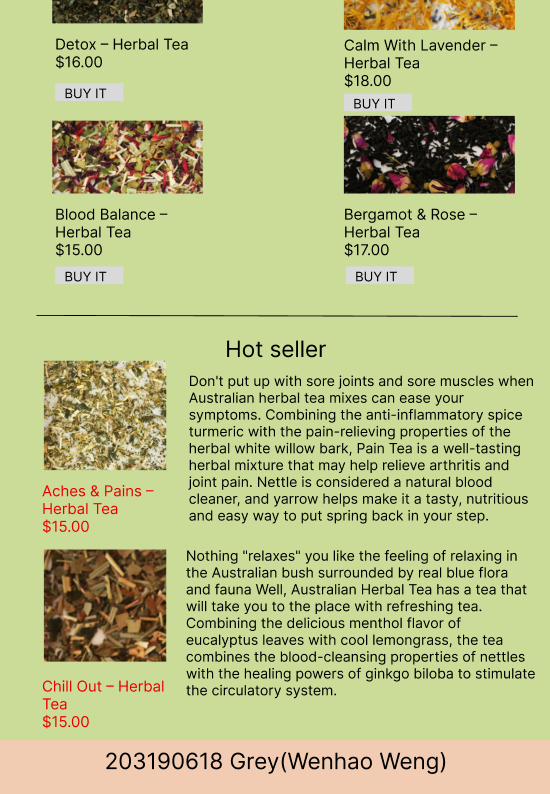 Detox – Herbal Tea
$16.00
BUY IT
Calm With Lavender –
Herbal Tea
$18.00
BUY IT
Blood Balance –
Herbal Tea
$15.00
BUY IT
Bergamot & Rose –
Herbal Tea
$17.00
BUY IT
Hot seller
Aches & Pains –
Herbal Tea
$15.00
Don't put up with sore joints and sore muscles when
Australian herbal tea mixes can ease your
symptoms. Combining the anti-inflammatory spice
turmeric with the pain-relieving properties of the
herbal white willow bark, Pain Tea is a well-tasting
herbal mixture that may help relieve arthritis and
joint pain. Nettle is considered a natural blood
cleaner, and yarrow helps make it a tasty, nutritious
and easy way to put spring back in your step.
Chill Out – Herbal
Tea
$15.00
Nothing "relaxes" you like the feeling of relaxing in
the Australian bush surrounded by real blue flora
and fauna Well, Australian Herbal Tea has a tea that
will take you to the place with refreshing tea.
Combining the delicious menthol flavor of
eucalyptus leaves with cool lemongrass, the tea
combines the blood-cleansing properties of nettles
with the healing powers of ginkgo biloba to stimulate
the circulatory system.
203190618 Grey(Wenhao Weng)